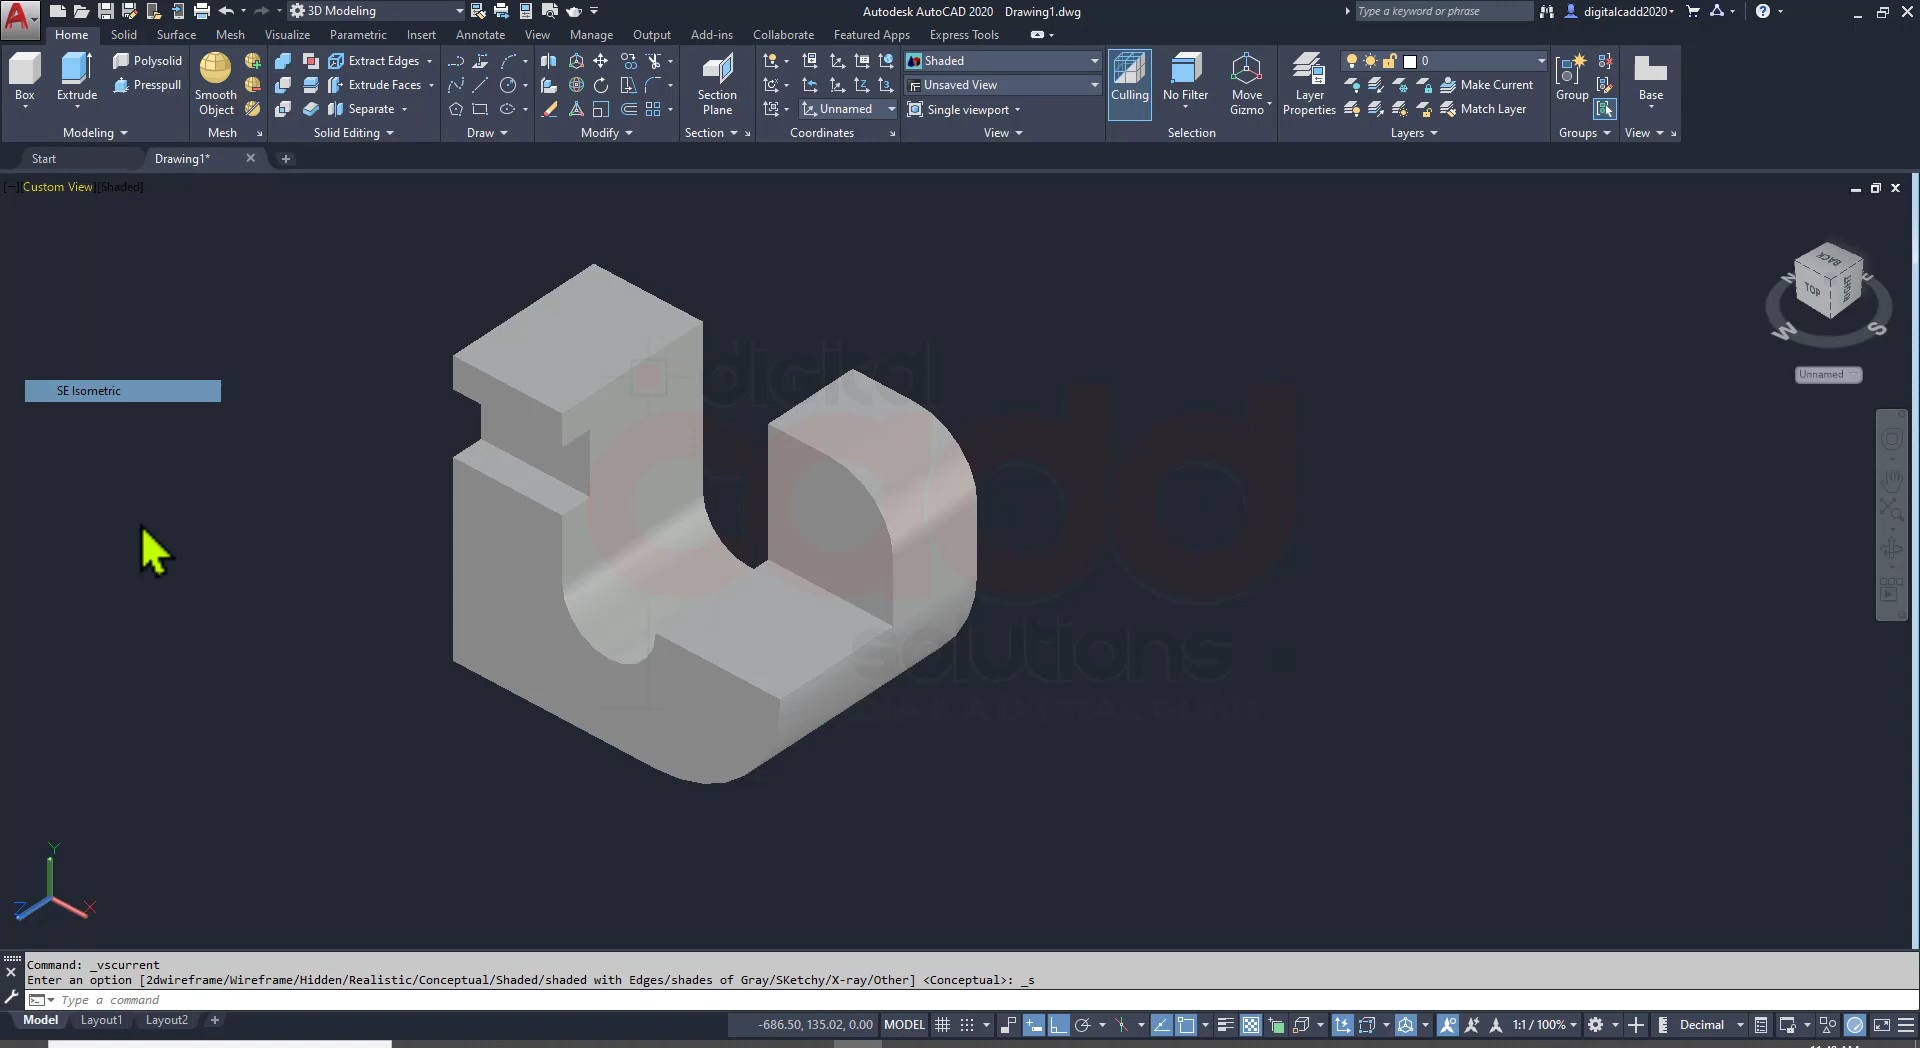 3D Modeling
Autodesk AutoCAD 2020 Drawing1.dwg
Type a keyword or phrase
digitalcadd2020
Home Solid Surface Mesh Visualize Parametric Insert Annotate View Manage Output Add-ins Collaborate Featured Apps Express Tools
Box
Extrude
Polysolid
Presspull
Modeling
Smooth
Object
Mesh
Extract Edges
Extrude Faces
Separate
Solid Editing
Draw
Modify
Section
Plane
Section
Unnamed
Coordinates
Shaded
Unsaved View
Single viewport
View
Culling
No Filter
Move
Gizmo
Selection
Layer
Properties
0
Make Current
Match Layer
Layers
Group
Groups
Base
View
Start
Drawing1*
[−][Custom View][Shaded]
BACK
TOP
RIGHT
N
E
W
S
Unnamed
SE Isometric
digital
cadd
solutions
Y
Z
X
Command: _vscurrent
Enter an option [2dwireframe/Wireframe/Hidden/Realistic/Conceptual/Shaded/shaded with Edges/shades of Gray/SKetchy/X-ray/Other] <Conceptual>: _s
Type a command
Model Layout1 Layout2
-686.50, 135.02, 0.00 MODEL
1:1 / 100%
Decimal